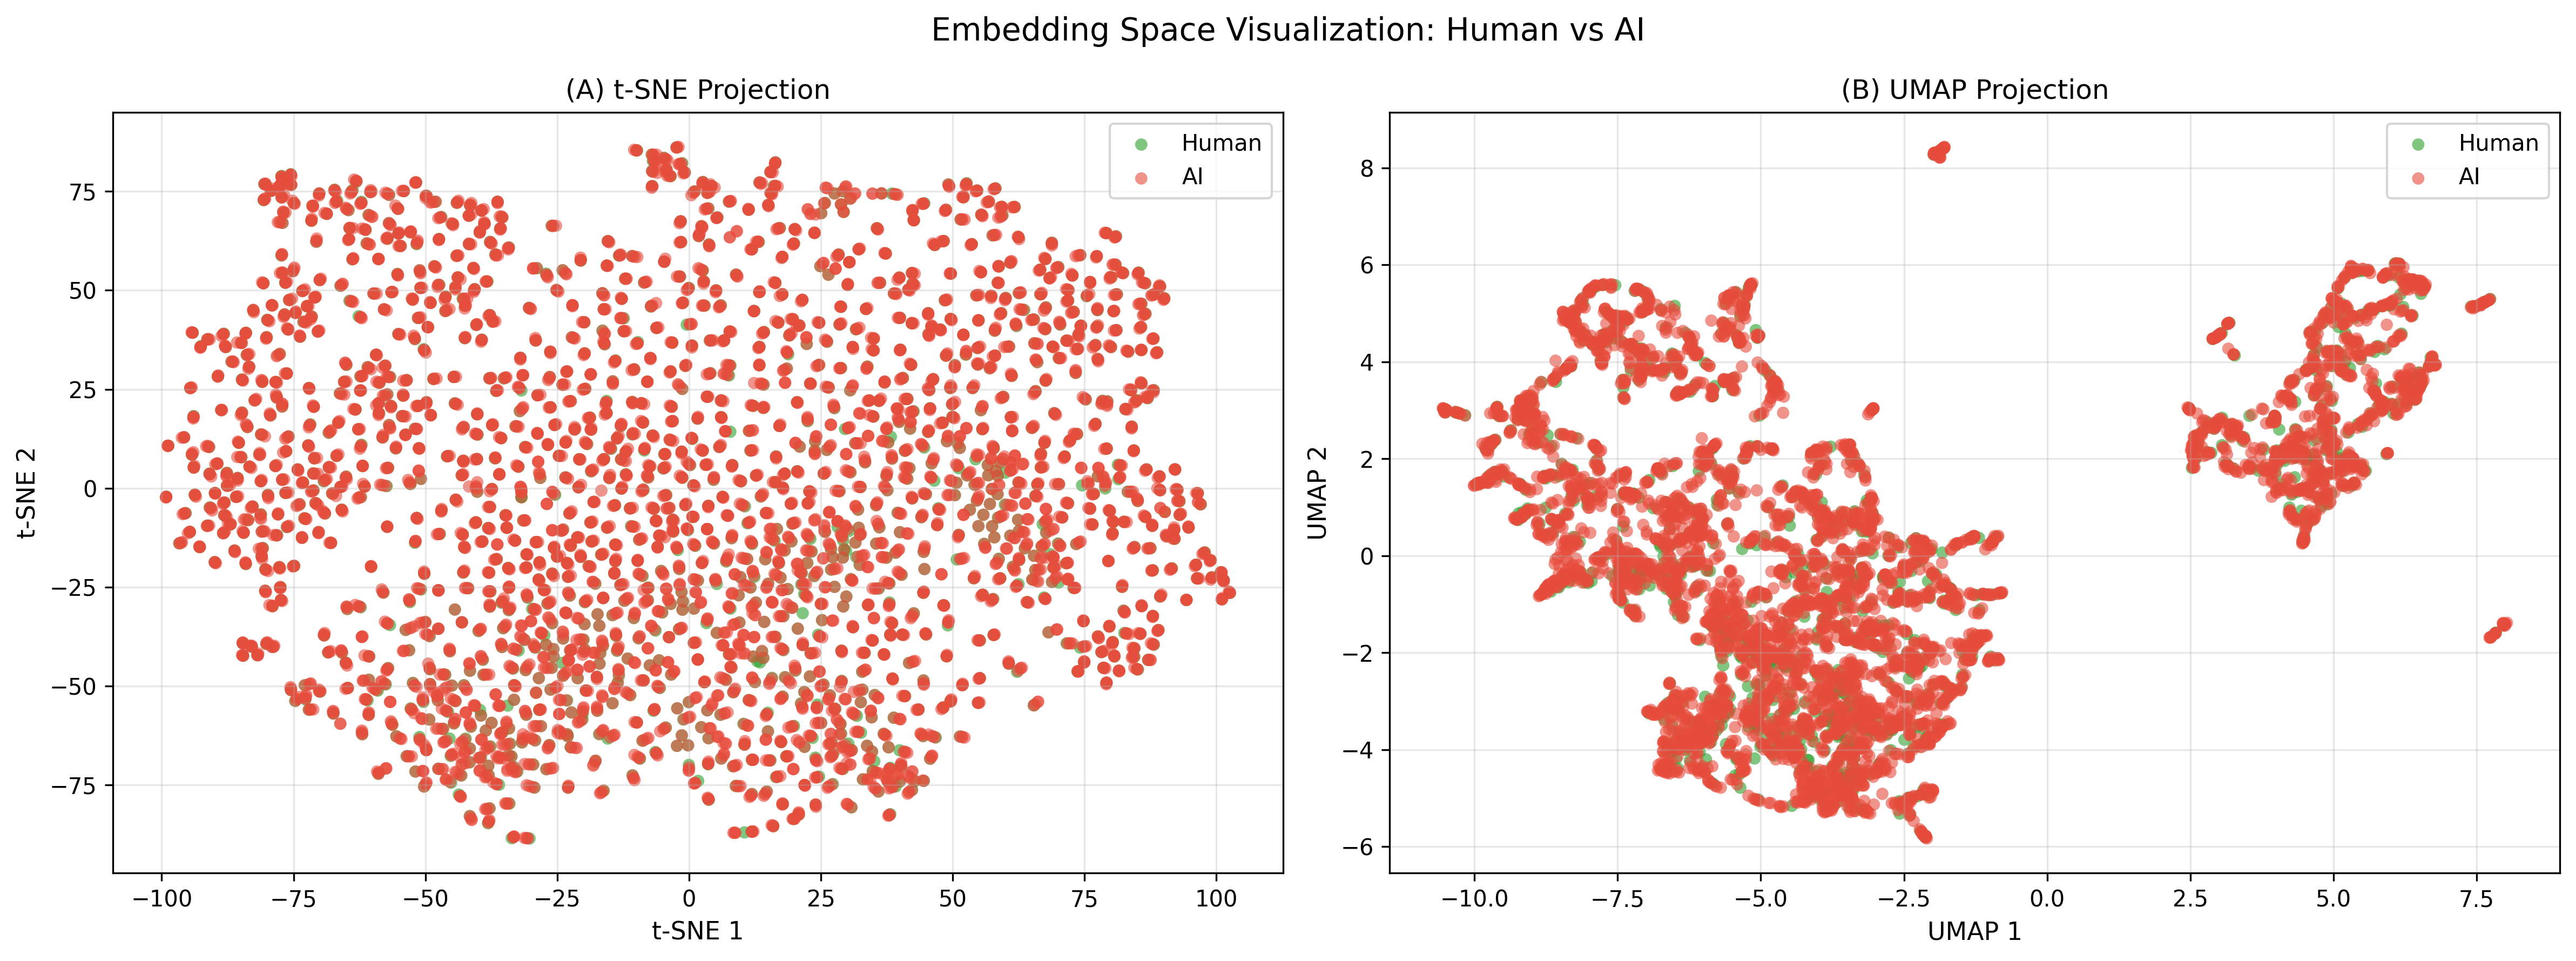 Embedding Space Visualization: Human vs AI
(A) t-SNE Projection
Human
AI
75
50
25
0
−25
−50
−75
t-SNE 2
−100
−75
−50
−25
0
25
50
75
100
t-SNE 1
(B) UMAP Projection
Human
AI
8
6
4
2
0
−2
−4
−6
UMAP 2
−10.0
−7.5
−5.0
−2.5
0.0
2.5
5.0
7.5
UMAP 1